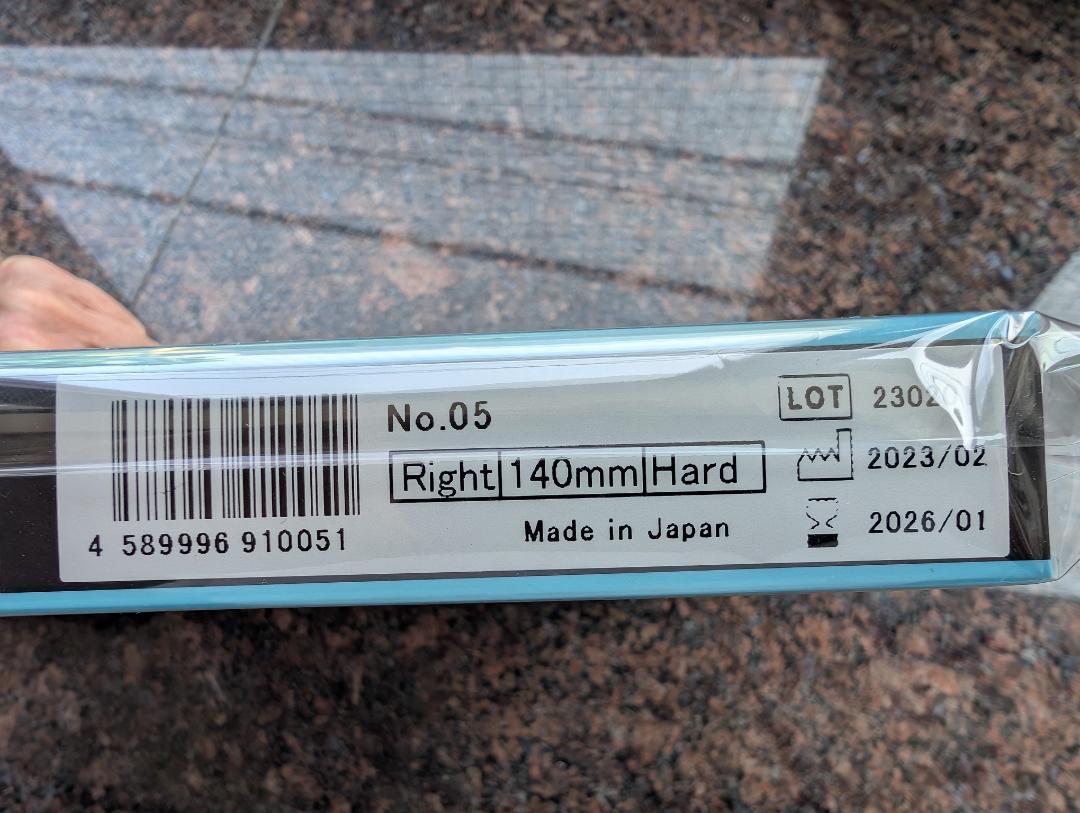 4 589996 910051
No.05
Right 140mm Hard
Made in Japan
LOT
2023/02
2026/01